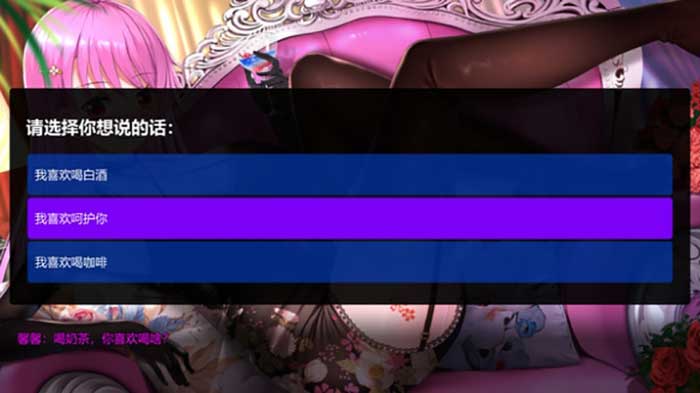 请选择你想说的话：
我喜欢喝白酒
我喜欢呵护你
我喜欢喝咖啡
馨馨：喝奶茶，你喜欢喝啥？